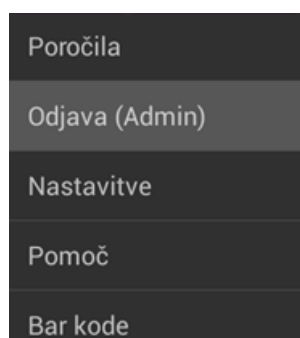 Poročila
Odjava (Admin)
Nastavitve
Pomoč
Bar kode